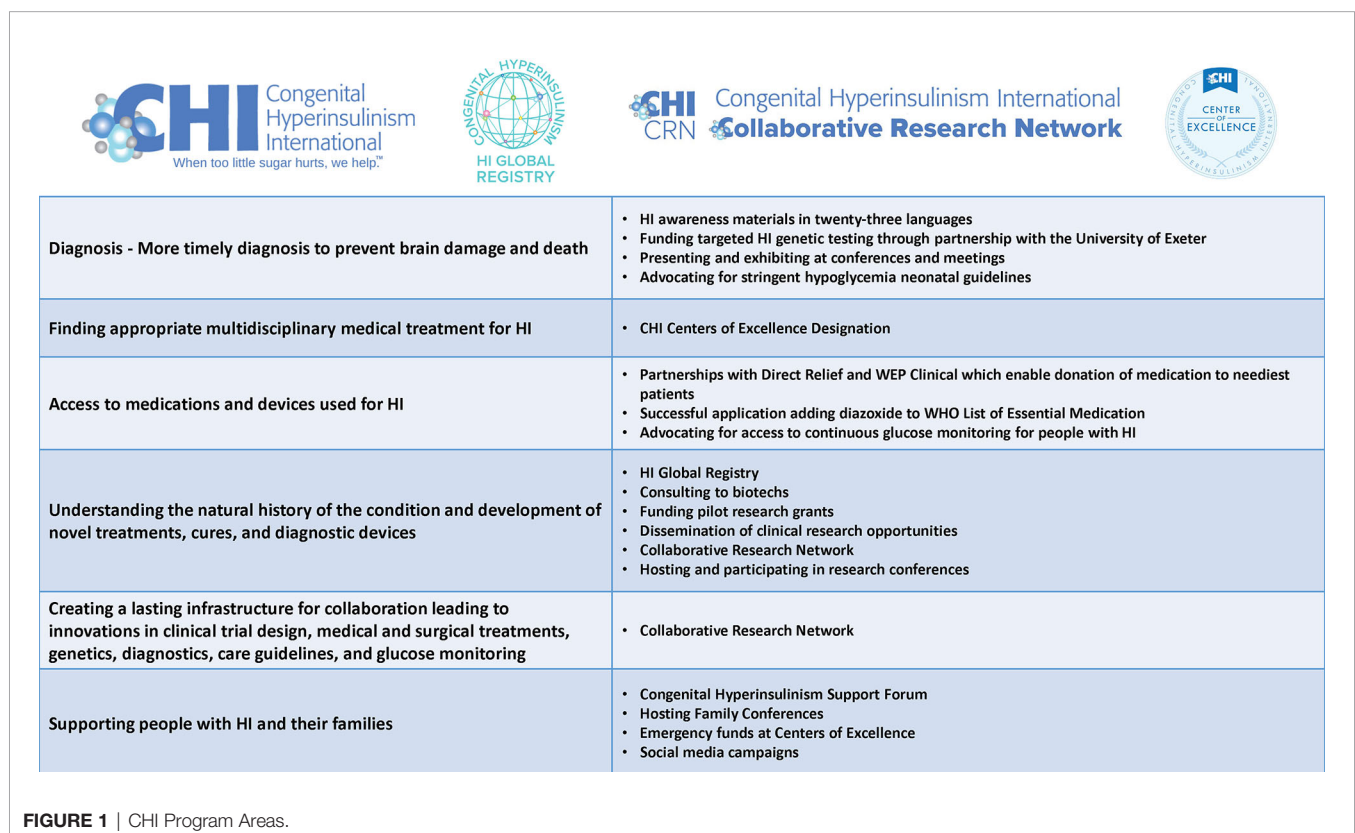 CHI
Congenital
Hyperinsulinism
International
When too little sugar hurts, we help.™
CONGENITAL HYPERINSULINISM
HI GLOBAL
REGISTRY
CHI
CRN
Congenital Hyperinsulinism International
Collaborative Research Network
CHI
CENTER
OF
EXCELLENCE
CONGENITAL HYPERINSULINISM INTERNATIONAL
Diagnosis - More timely diagnosis to prevent brain damage and death
• HI awareness materials in twenty-three languages
• Funding targeted HI genetic testing through partnership with the University of Exeter
• Presenting and exhibiting at conferences and meetings
• Advocating for stringent hypoglycemia neonatal guidelines
Finding appropriate multidisciplinary medical treatment for HI
• CHI Centers of Excellence Designation
Access to medications and devices used for HI
• Partnerships with Direct Relief and WEP Clinical which enable donation of medication to neediest
patients
• Successful application adding diazoxide to WHO List of Essential Medication
• Advocating for access to continuous glucose monitoring for people with HI
Understanding the natural history of the condition and development of
novel treatments, cures, and diagnostic devices
• HI Global Registry
• Consulting to biotechs
• Funding pilot research grants
• Dissemination of clinical research opportunities
• Collaborative Research Network
• Hosting and participating in research conferences
Creating a lasting infrastructure for collaboration leading to
innovations in clinical trial design, medical and surgical treatments,
genetics, diagnostics, care guidelines, and glucose monitoring
• Collaborative Research Network
Supporting people with HI and their families
• Congenital Hyperinsulinism Support Forum
• Hosting Family Conferences
• Emergency funds at Centers of Excellence
• Social media campaigns
FIGURE 1 | CHI Program Areas.